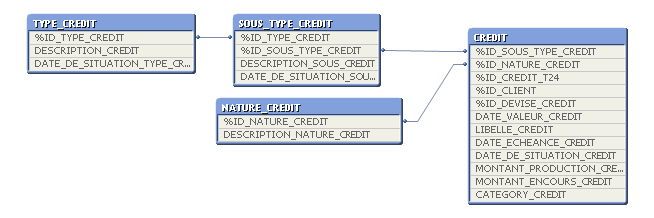 TYPE_CREDIT
%ID_TYPE_CREDIT
DESCRIPTION_CREDIT
DATE_DE_SITUATION_TYPE_CR...
SOUS_TYPE_CREDIT
%ID_TYPE_CREDIT
%ID_SOUS_TYPE_CREDIT
DESCRIPTION_SOUS_CREDIT
DATE_DE_SITUATION_SOU...
NATURE_CREDIT
%ID_NATURE_CREDIT
DESCRIPTION_NATURE_CREDIT
CREDIT
%ID_SOUS_TYPE_CREDIT
%ID_NATURE_CREDIT
%ID_CREDIT_T24
%ID_CLIENT
%ID_DEVISE_CREDIT
DATE_VALEUR_CREDIT
LIBELLE_CREDIT
DATE_ECHEANCE_CREDIT
DATE_DE_SITUATION_CREDIT
MONTANT_PRODUCTION_CRE...
MONTANT_ENCOURS_CREDIT
CATEGORY_CREDIT